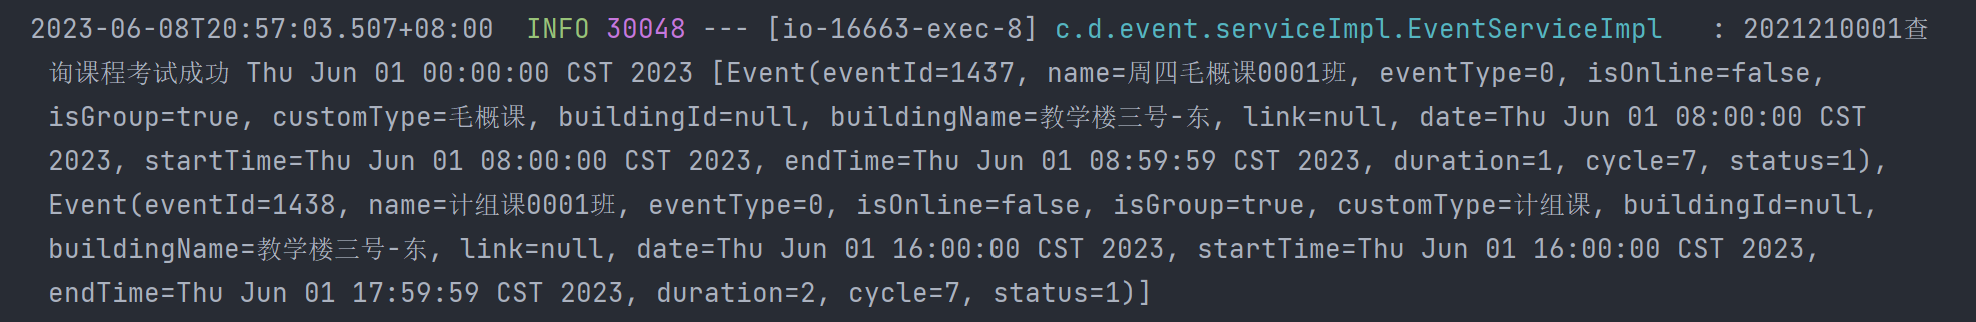 2023-06-08T20:57:03.507+08:00  INFO 30048 --- [io-16663-exec-8] c.d.event.serviceImpl.EventServiceImpl   : 2021210001查
询课程考试成功 Thu Jun 01 00:00:00 CST 2023 [Event(eventId=1437, name=周四毛概课0001班, eventType=0, isOnline=false,
isGroup=true, customType=毛概课, buildingId=null, buildingName=教学楼三号-东, link=null, date=Thu Jun 01 08:00:00 CST
2023, startTime=Thu Jun 01 08:00:00 CST 2023, endTime=Thu Jun 01 08:59:59 CST 2023, duration=1, cycle=7, status=1),
Event(eventId=1438, name=计组课0001班, eventType=0, isOnline=false, isGroup=true, customType=计组课, buildingId=null,
buildingName=教学楼三号-东, link=null, date=Thu Jun 01 16:00:00 CST 2023, startTime=Thu Jun 01 16:00:00 CST 2023,
endTime=Thu Jun 01 17:59:59 CST 2023, duration=2, cycle=7, status=1)]